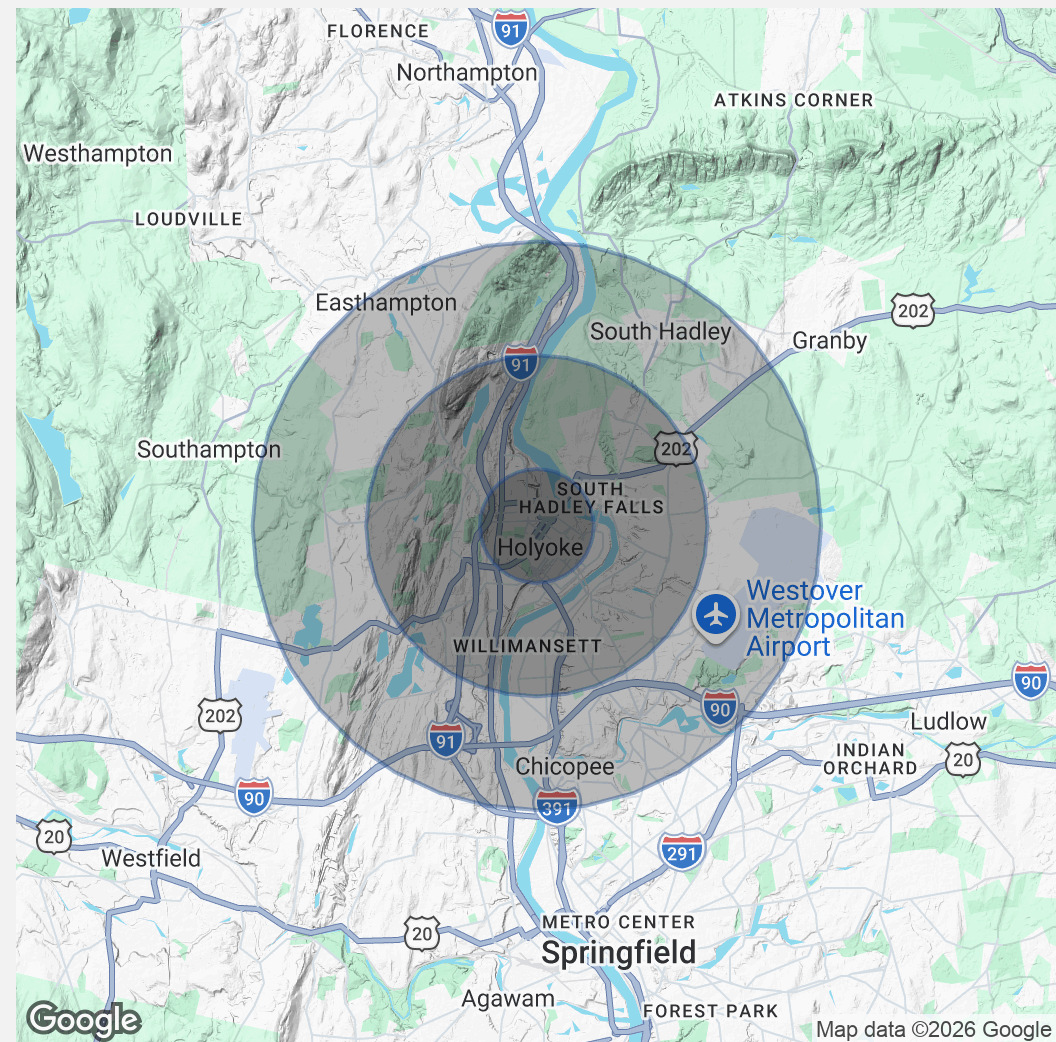 91
FLORENCE
Northampton
ATKINS CORNER
Westhampton
LOUDVILLE
Easthampton
202
South Hadley
Granby
91
Southampton
202
SOUTH
HADLEY FALLS
Holyoke
Westover
Metropolitan
Airport
WILLIMANSETT
90
202
90
Ludlow
91
INDIAN
ORCHARD
20
Chicopee
90
391
20
291
Westfield
METRO CENTER
20
Springfield
Agawam
FOREST PARK
Google
Map data ©2026 Google